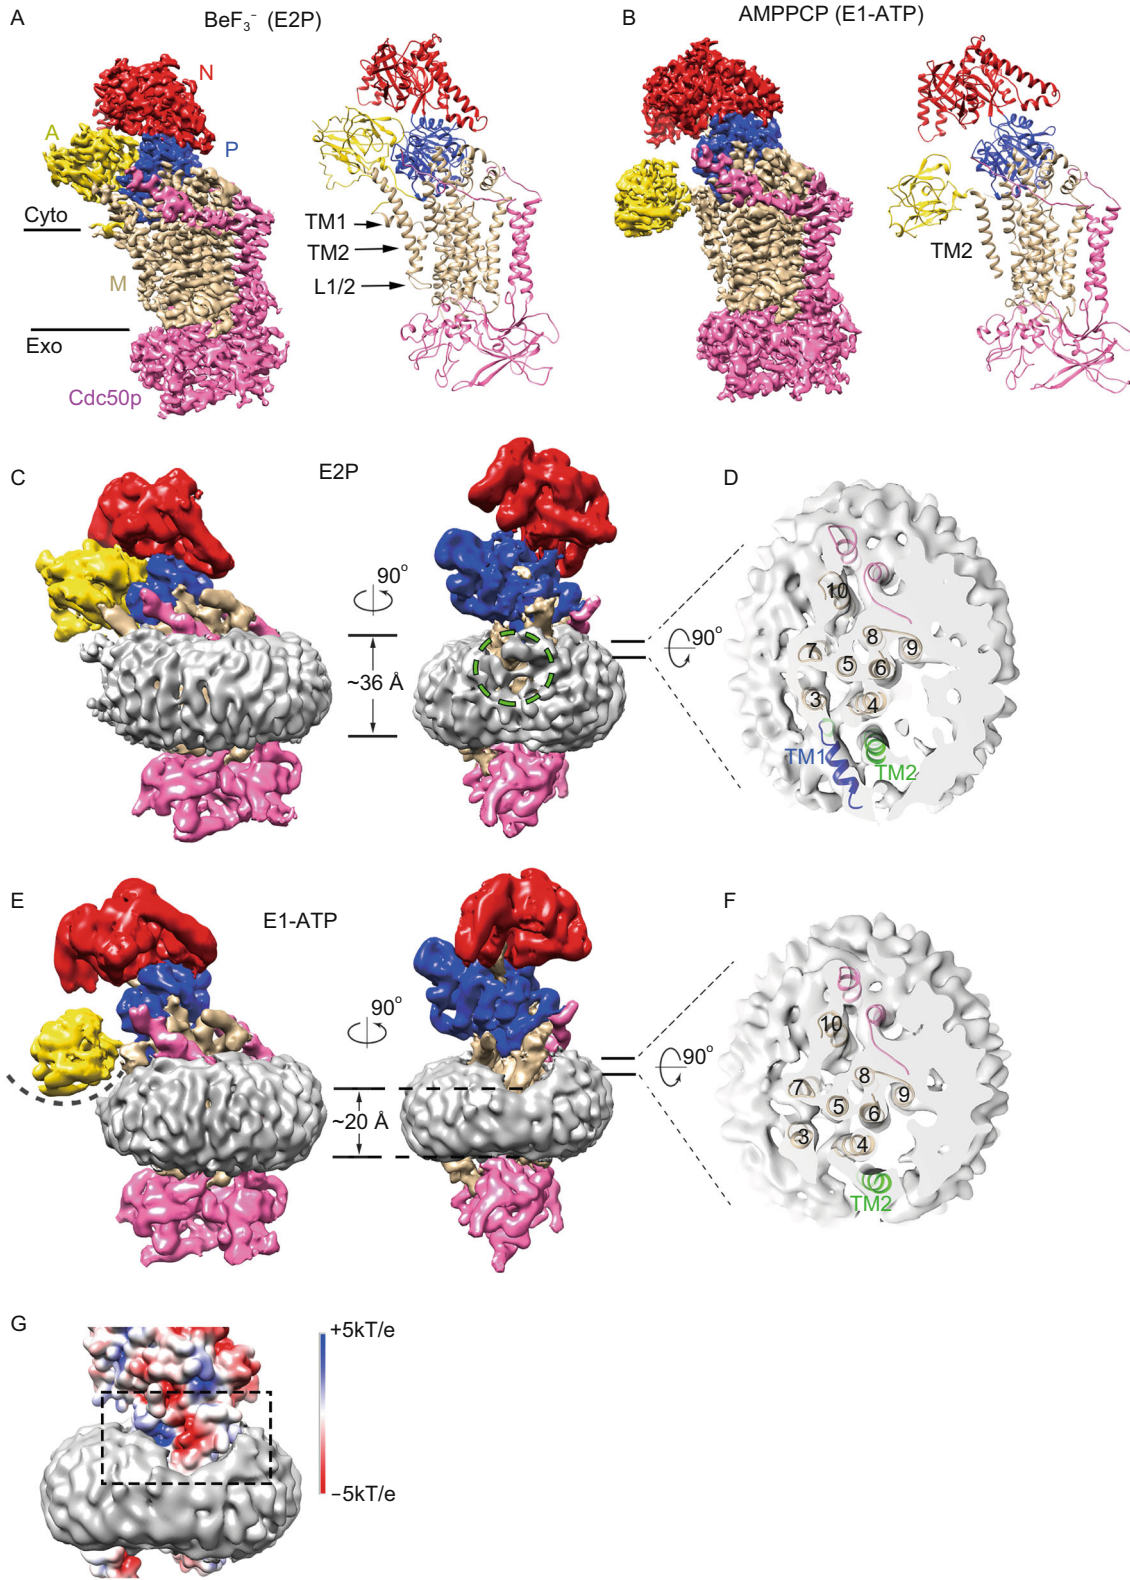 A
BeF₃⁻ (E2P)
N
A
P
Cyto
M
Exo
Cdc50p
TM1
TM2
L1/2
B
AMPPCP (E1-ATP)
TM2
C
E2P
90°
~36 Å
D
90°
10
7
8
9
5
6
3
4
TM1
TM2
E
E1-ATP
90°
~20 Å
F
90°
10
7
8
9
5
6
3
4
TM2
G
+5kT/e
−5kT/e